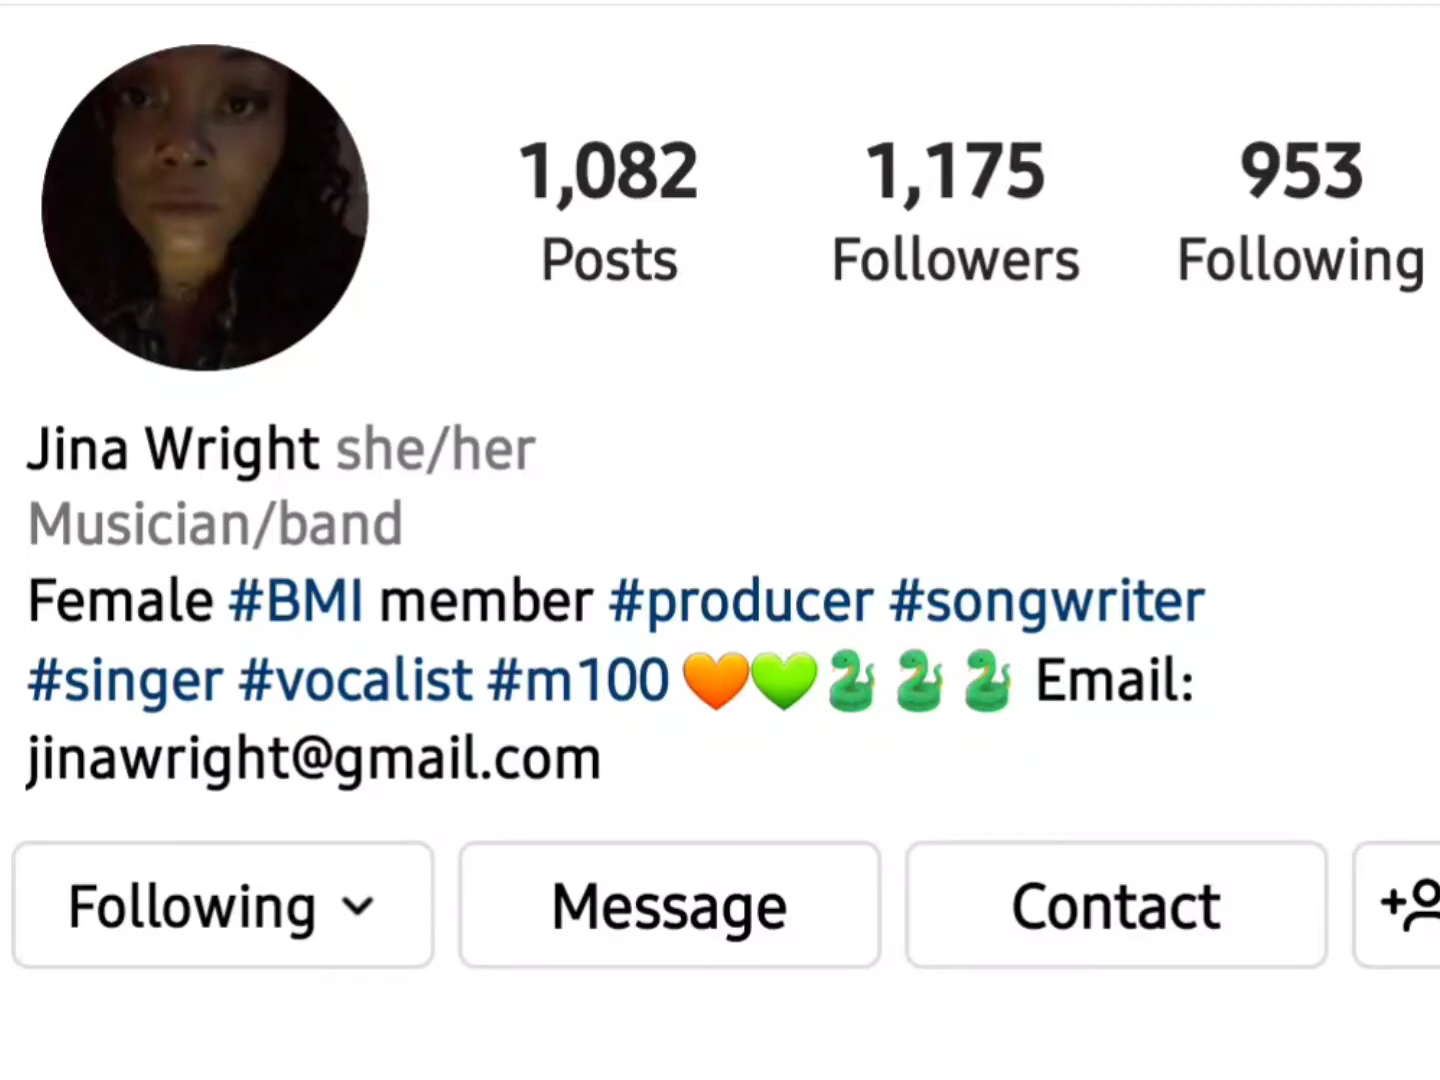 1,082 1,175 953
Posts Followers Following
Jina Wright she/her
Musician/band
Female #BMI member #producer #songwriter
#singer #vocalist #m100 🧡💚🐍🐍🐍 Email:
jinawright@gmail.com
Following Message Contact